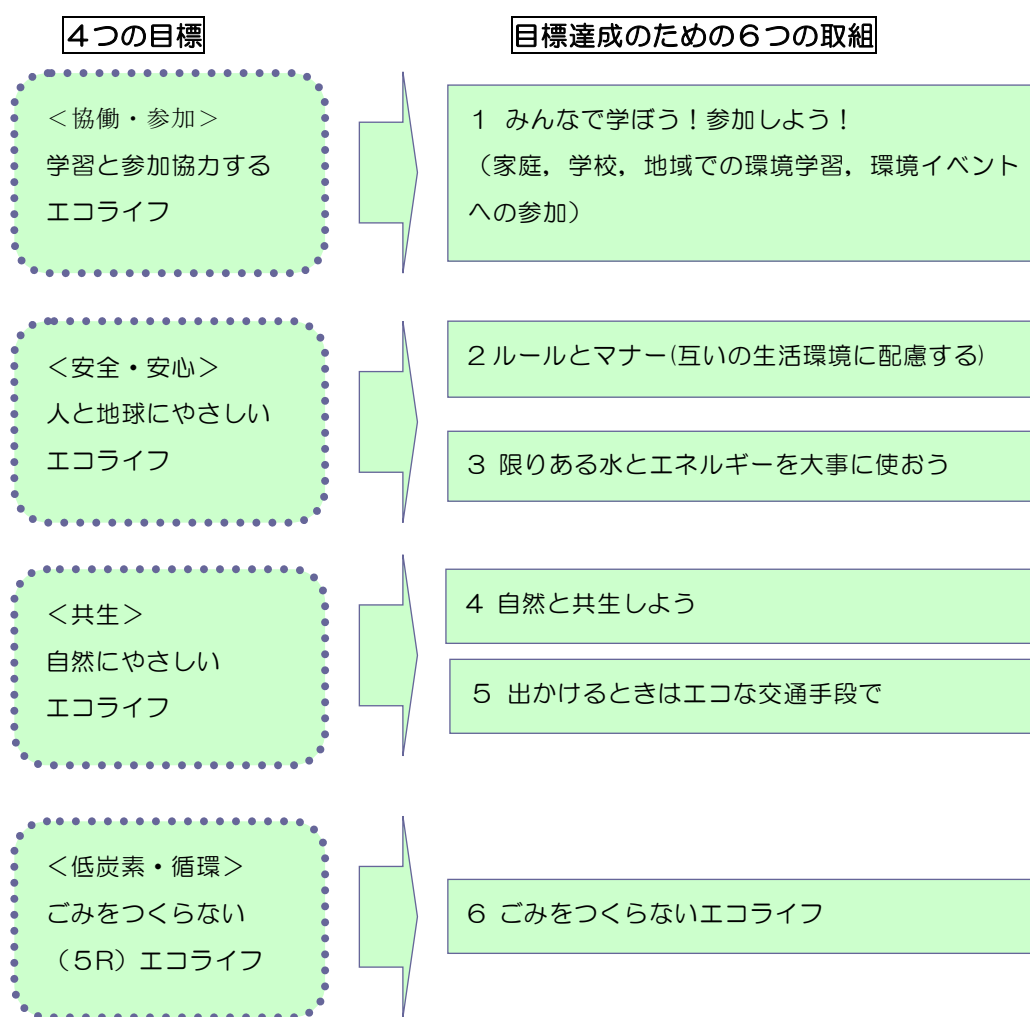 ４つの目標
目標達成のための６つの取組
＜協働・参加＞
学習と参加協力する
エコライフ
１ みんなで学ぼう！参加しよう！
（家庭，学校，地域での環境学習，環境イベント
への参加）
＜安全・安心＞
人と地球にやさしい
エコライフ
２ルールとマナー(互いの生活環境に配慮する)
３ 限りある水とエネルギーを大事に使おう
＜共生＞
自然にやさしい
エコライフ
４ 自然と共生しよう
５ 出かけるときはエコな交通手段で
＜低炭素・循環＞
ごみをつくらない
（５R）エコライフ
６ ごみをつくらないエコライフ